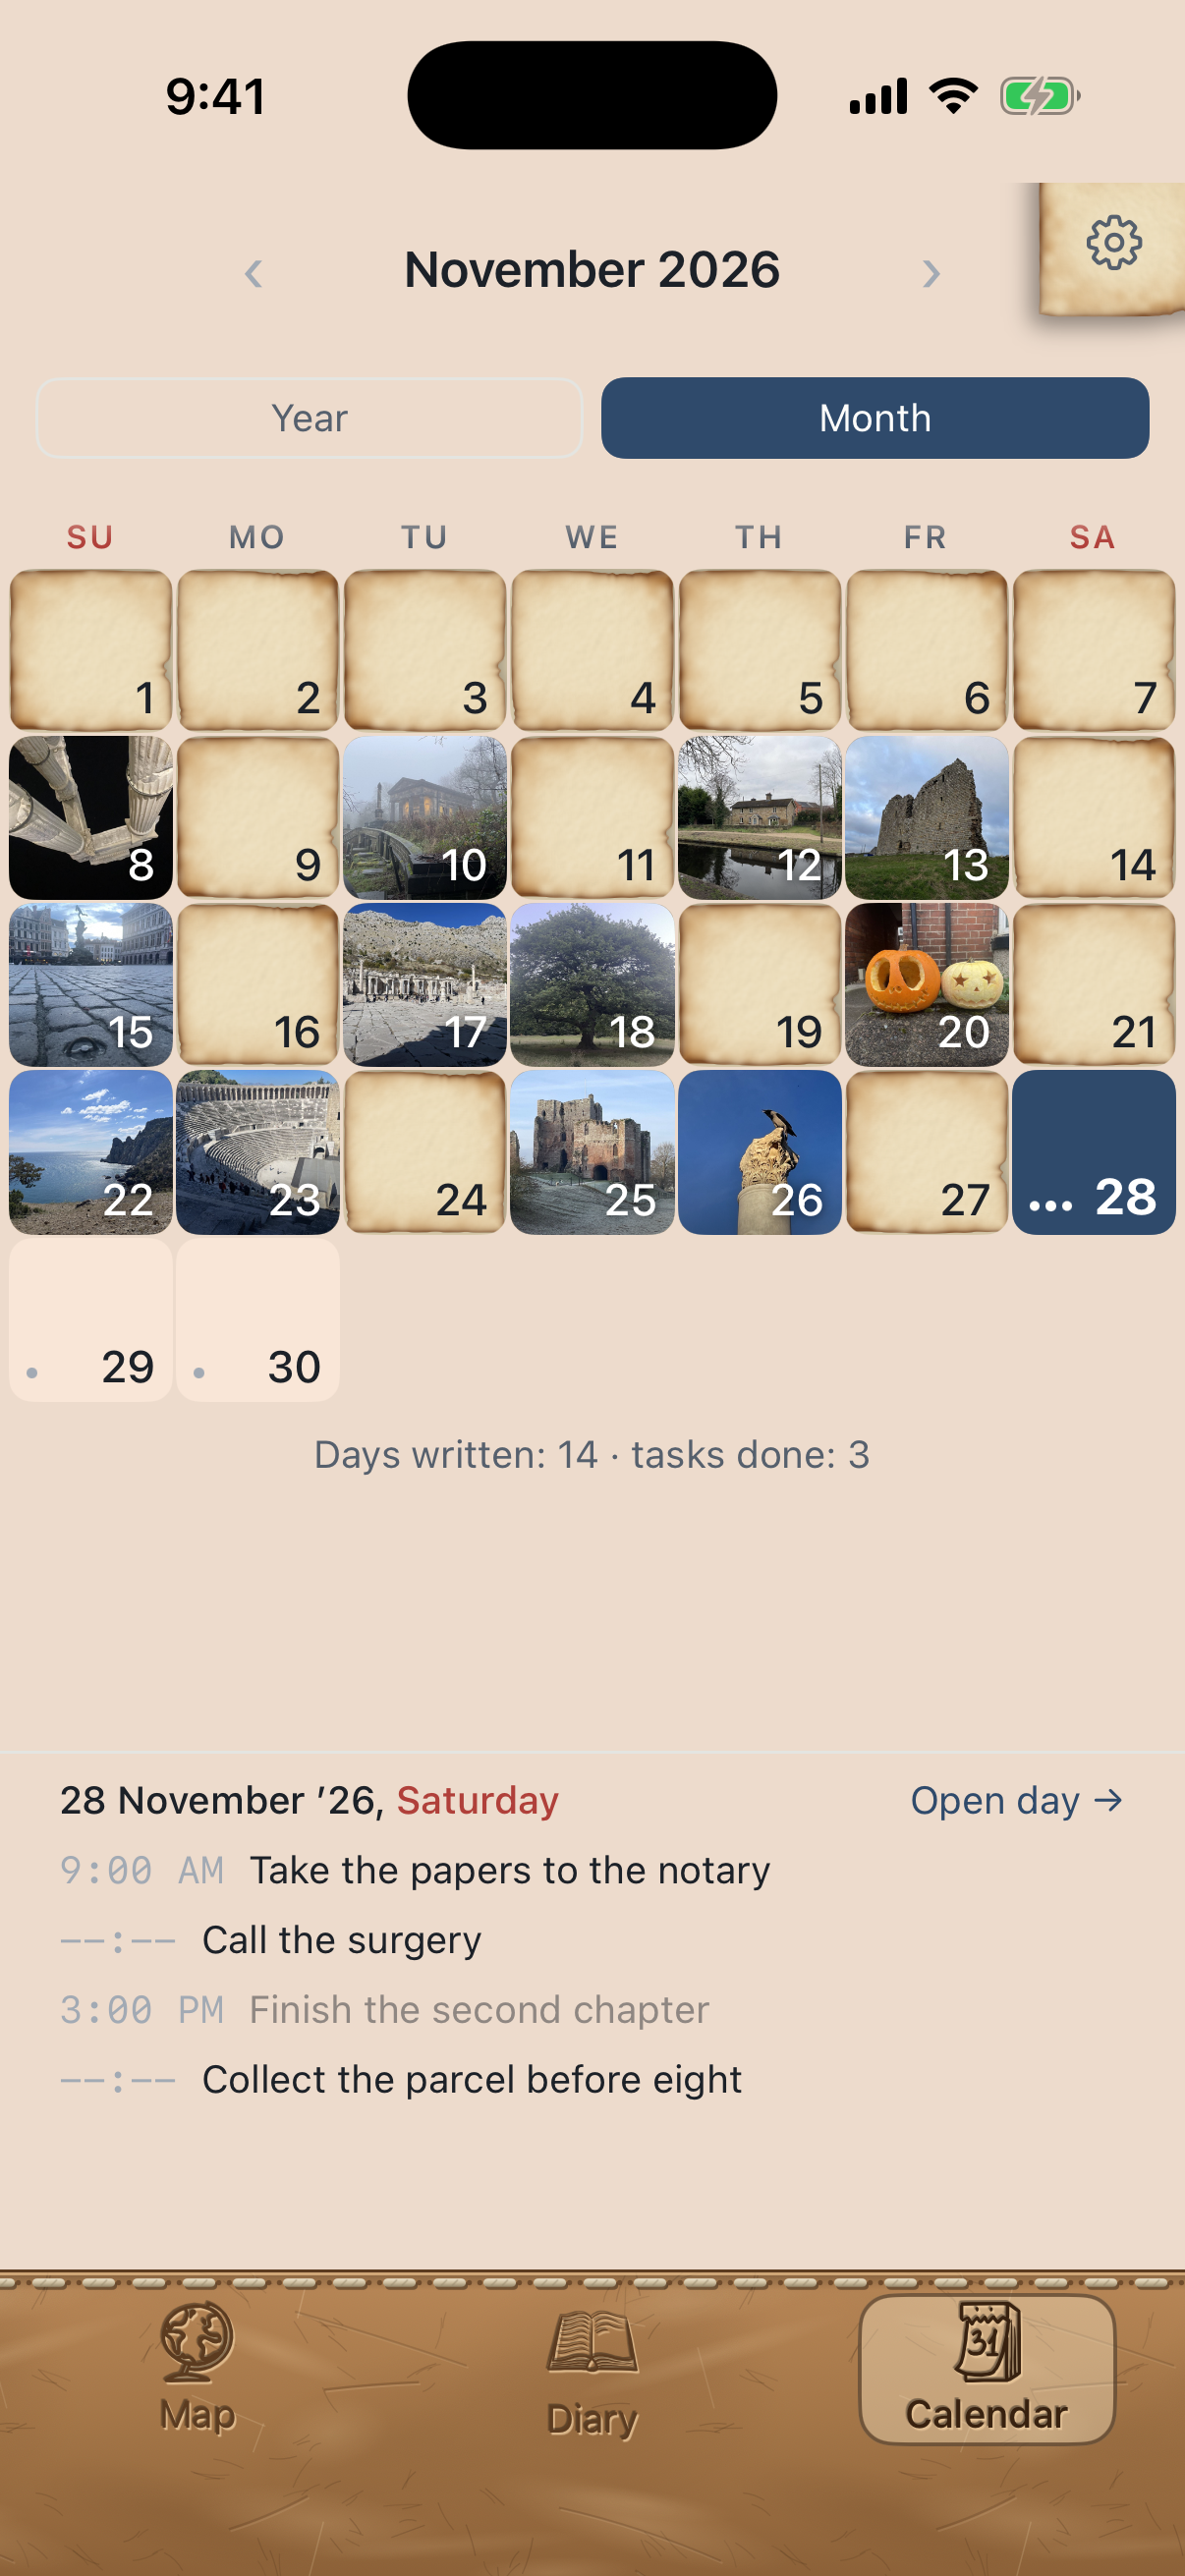 9:41
‹ November 2026 ›
Year Month
SU MO TU WE TH FR SA
1 2 3 4 5 6 7
8 9 10 11 12 13 14
15 16 17 18 19 20 21
22 23 24 25 26 27 ... 28
29 30
Days written: 14 · tasks done: 3
28 November ’26, Saturday Open day →
9:00 AM Take the papers to the notary
--:-- Call the surgery
3:00 PM Finish the second chapter
--:-- Collect the parcel before eight
31
Map Diary Calendar